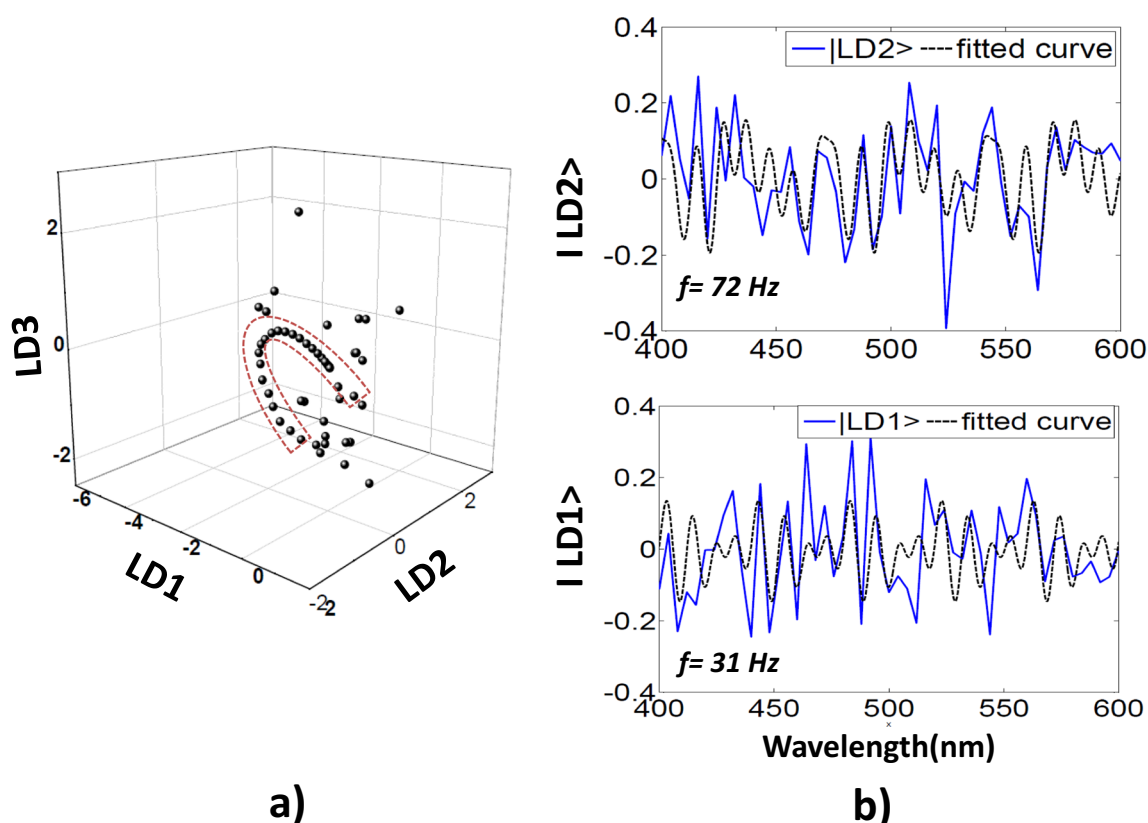 LD3
2
0
-2
-6
-4
-2
0
2
LD1
-2
0
2
LD2
a)
I LD2>
0.4
0.2
0
-0.2
-0.4
|LD2> fitted curve
f= 72 Hz
400 450 500 550 600
I LD1>
0.4
0.2
0
-0.2
-0.4
|LD1> fitted curve
f= 31 Hz
400 450 500 550 600
x
Wavelength(nm)
b)